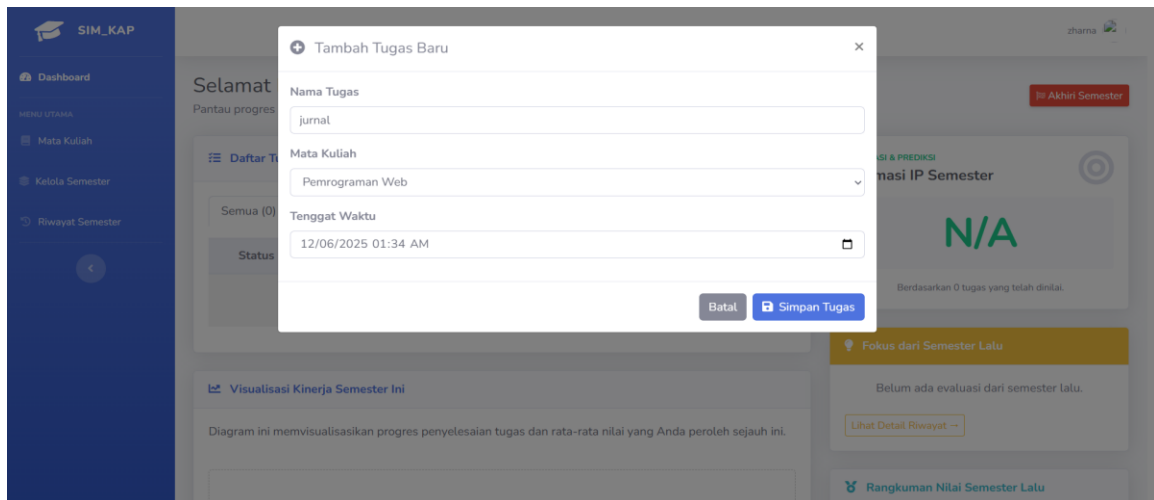 SIM_KAP
zhama
Dashboard
MENU UTAMA
Mata Kuliah
Kelola Semester
Riwayat Semester
Tambah Tugas Baru
×
Nama Tugas
jurnal
Mata Kuliah
Pemrograman Web
Tenggat Waktu
12/06/2025 01:34 AM
Batal
Simpan Tugas
Selamat
Pantau progres
Akhiri Semester
Daftar
Semua (0)
Status
& PREDIKSI
IP Semester
N/A
Berdasarkan 0 tugas yang telah dinilai.
Fokus dari Semester Lalu
Belum ada evaluasi dari semester lalu.
Lihat Detail Riwayat →
Visualisasi Kinerja Semester Ini
Diagram ini memvisualisasikan progres penyelesaian tugas dan rata-rata nilai yang Anda peroleh sejauh ini.
Rangkuman Nilai Semester Lalu